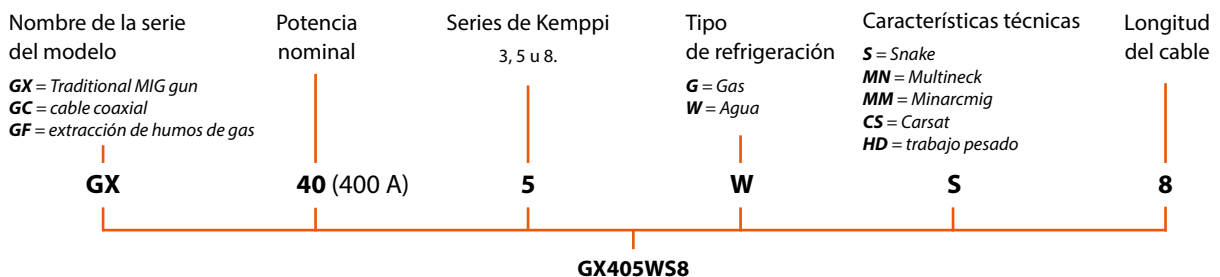 Nombre de la serie
del modelo
GX = Traditional MIG gun
GC = cable coaxial
GF = extracción de humos de gas
GX
Potencia
nominal
40 (400 A)
Series de Kemppi
3, 5 u 8.
5
Tipo
de refrigeración
G = Gas
W = Agua
W
Características técnicas
S = Snake
MN = Multineck
MM = Minarcmig
CS = Carsat
HD = trabajo pesado
S
Longitud
del cable
8
GX405WS8